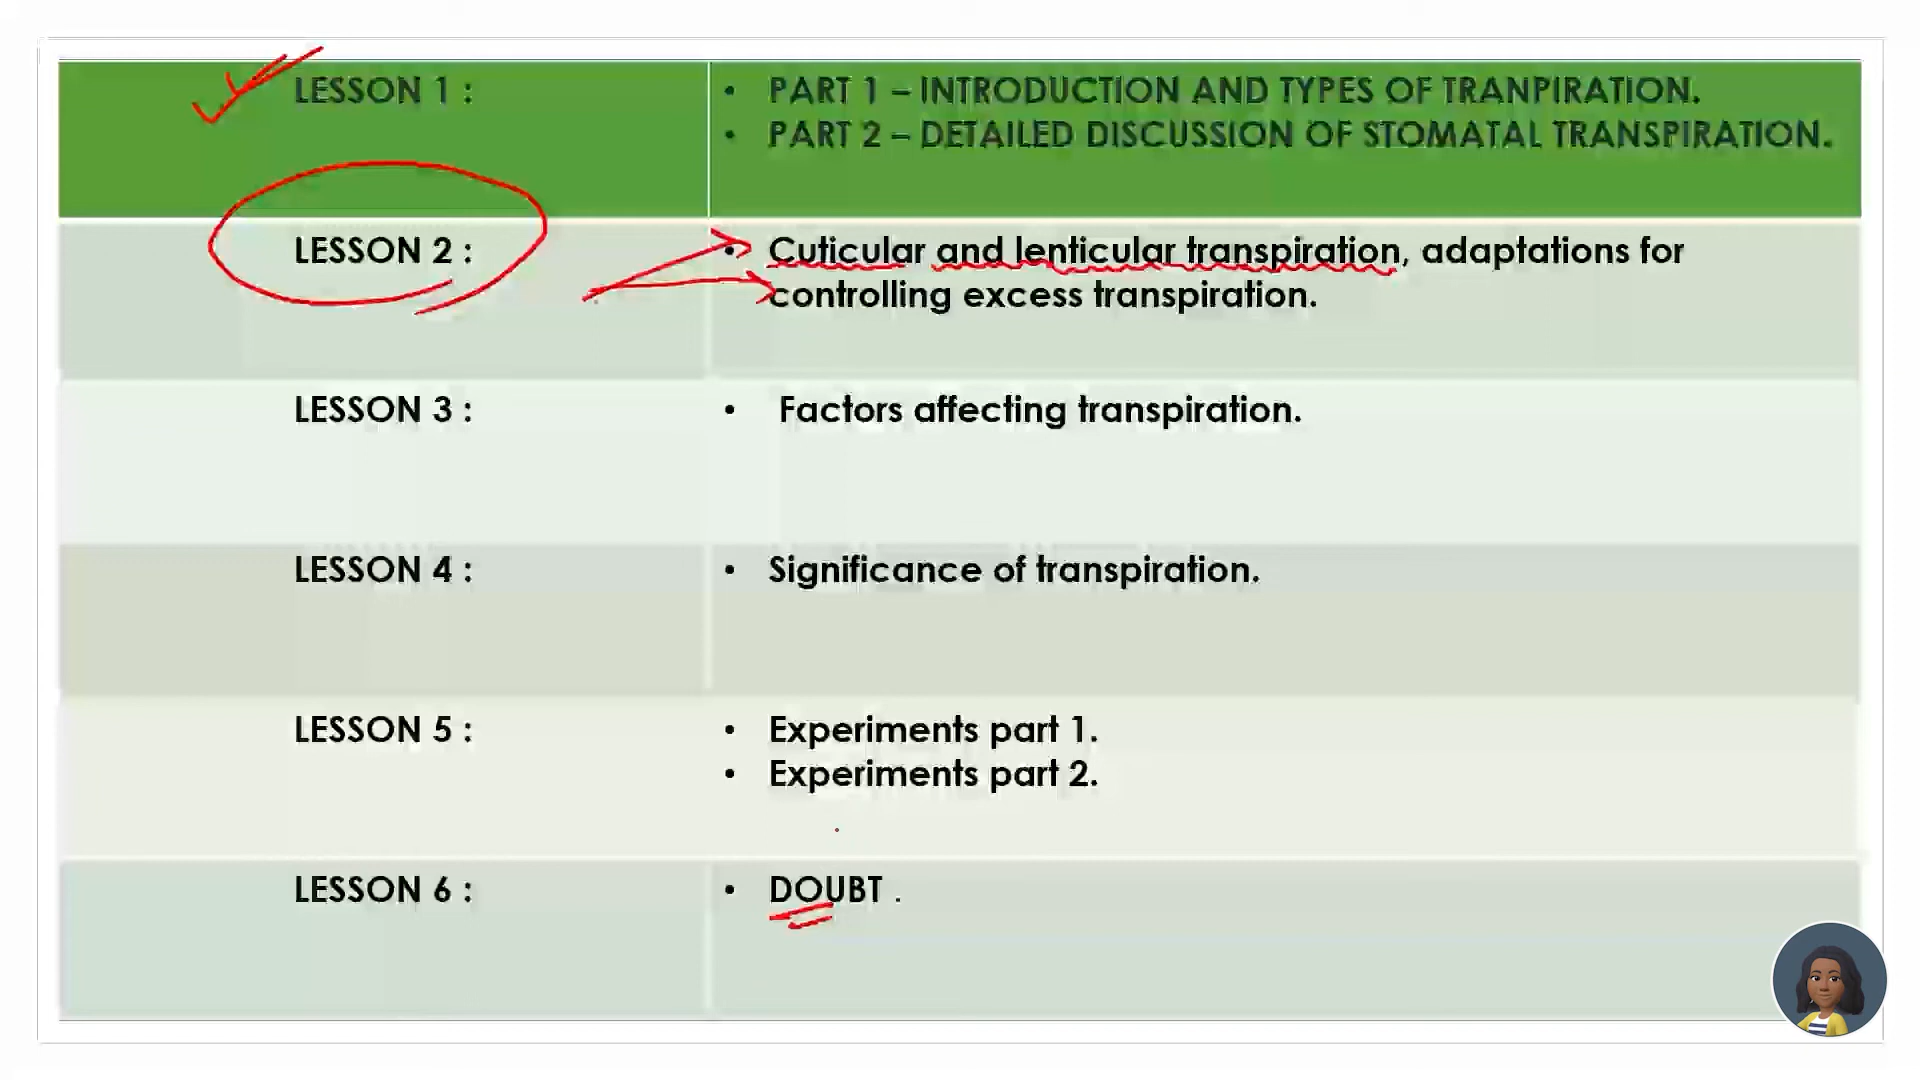 LESSON 1 :
• PART 1 – INTRODUCTION AND TYPES OF TRANPIRATION.
• PART 2 – DETAILED DISCUSSION OF STOMATAL TRANSPIRATION.
LESSON 2 :
• Cuticular and lenticular transpiration, adaptations for
controlling excess transpiration.
LESSON 3 :
• Factors affecting transpiration.
LESSON 4 :
• Significance of transpiration.
LESSON 5 :
• Experiments part 1.
• Experiments part 2.
LESSON 6 :
• DOUBT .